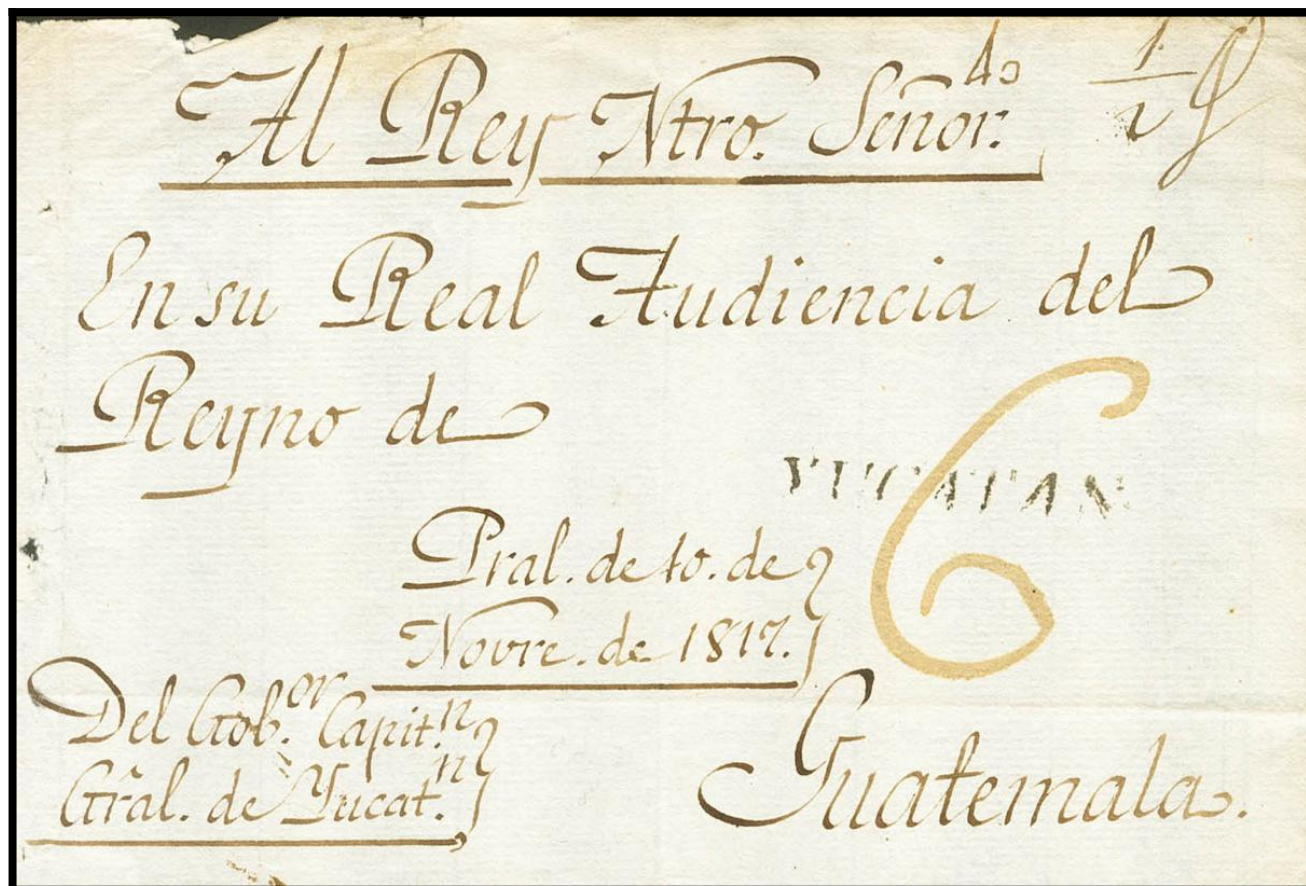 Al Rey Ntro. Señor.
En su Real Audiencia del
Reyno de
YUCATAN
6
Pral. de 10. de
Novre. de 1817.
Del Gob.or Capit.n
Gral. de Yucat.n
Guatemala.